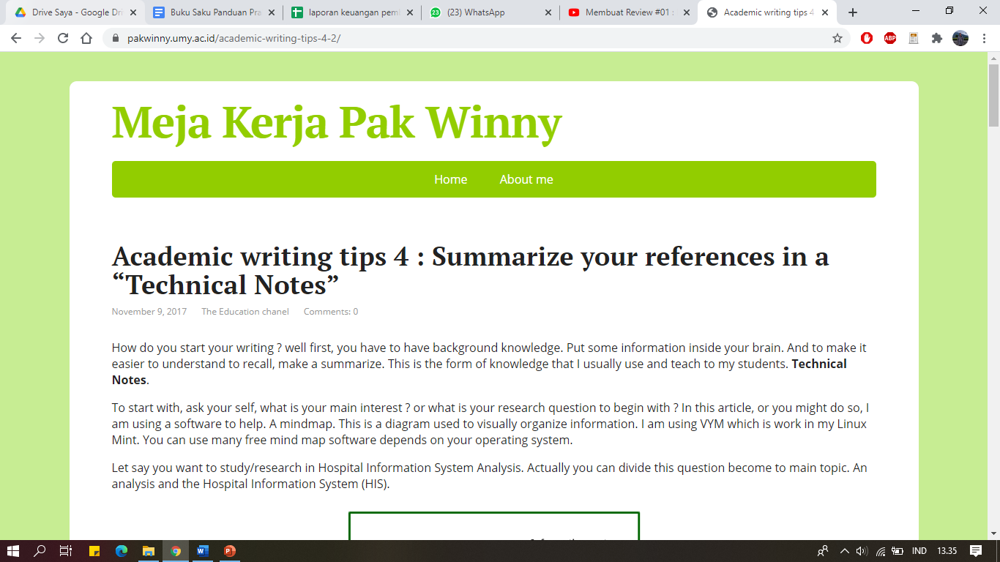 Drive Saya - Google Dri
Buku Saku Panduan Pra
laporan keuangan pem
(23) WhatsApp
Membuat Review #01
Academic writing tips 4
pakwinny.umy.ac.id/academic-writing-tips-4-2/
ABP
Meja Kerja Pak Winny
Home About me
Academic writing tips 4 : Summarize your references in a
“Technical Notes”
November 9, 2017 The Education chanel Comments: 0
How do you start your writing ? well first, you have to have background knowledge. Put some information inside your brain. And to make it
easier to understand to recall, make a summarize. This is the form of knowledge that I usually use and teach to my students. Technical
Notes.
To start with, ask your self, what is your main interest ? or what is your research question to begin with ? In this article, or you might do so, I
am using a software to help. A mindmap. This is a diagram used to visually organize information. I am using VYM which is work in my Linux
Mint. You can use many free mind map software depends on your operating system.
Let say you want to study/research in Hospital Information System Analysis. Actually you can divide this question become to main topic. An
analysis and the Hospital Information System (HIS).
IND 13.35